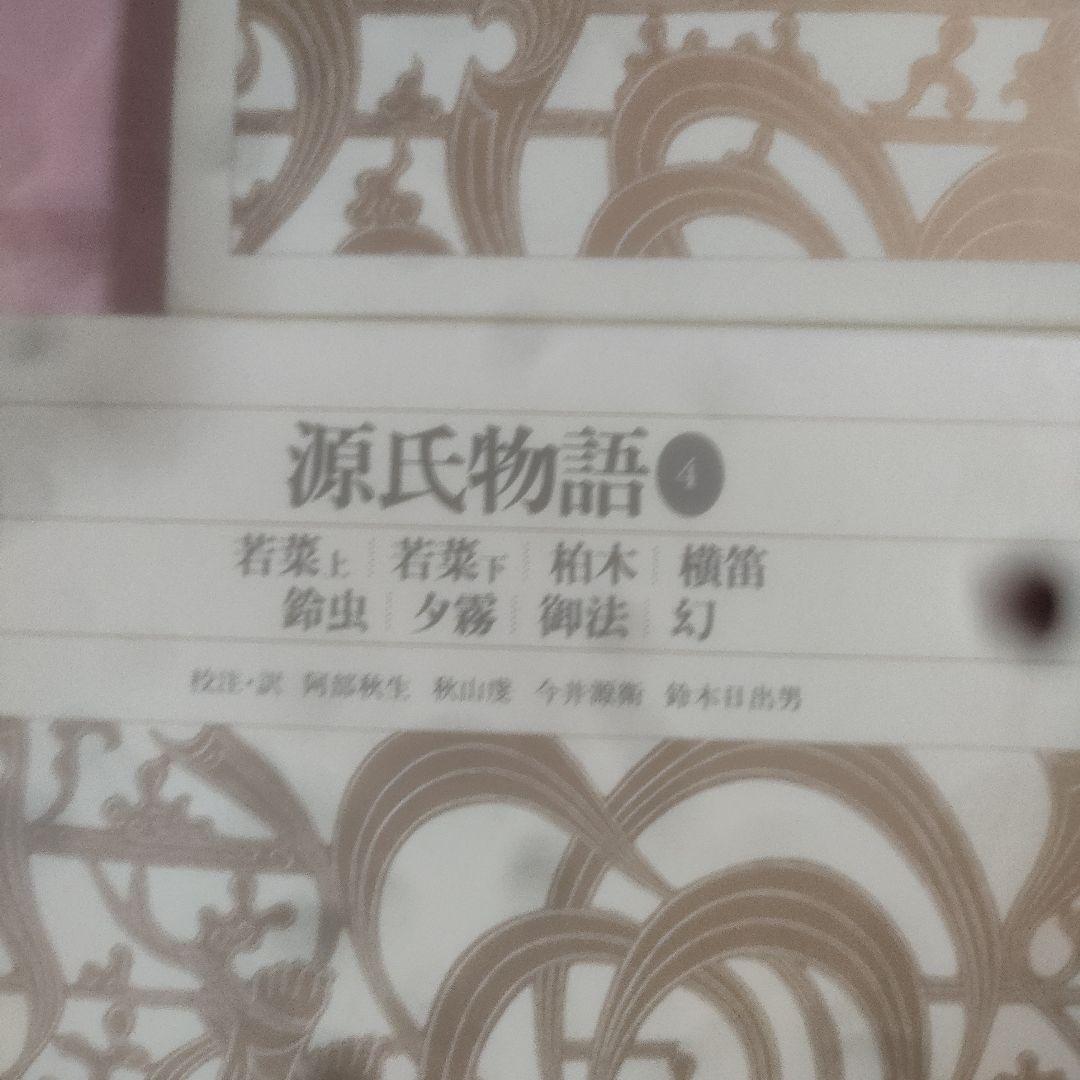 源氏物語 4
若菜上 若菜下 柏木 横笛
鈴虫 夕霧 御法 幻
校注・訳 阿部秋生 秋山虔 今井源衛 鈴木日出男